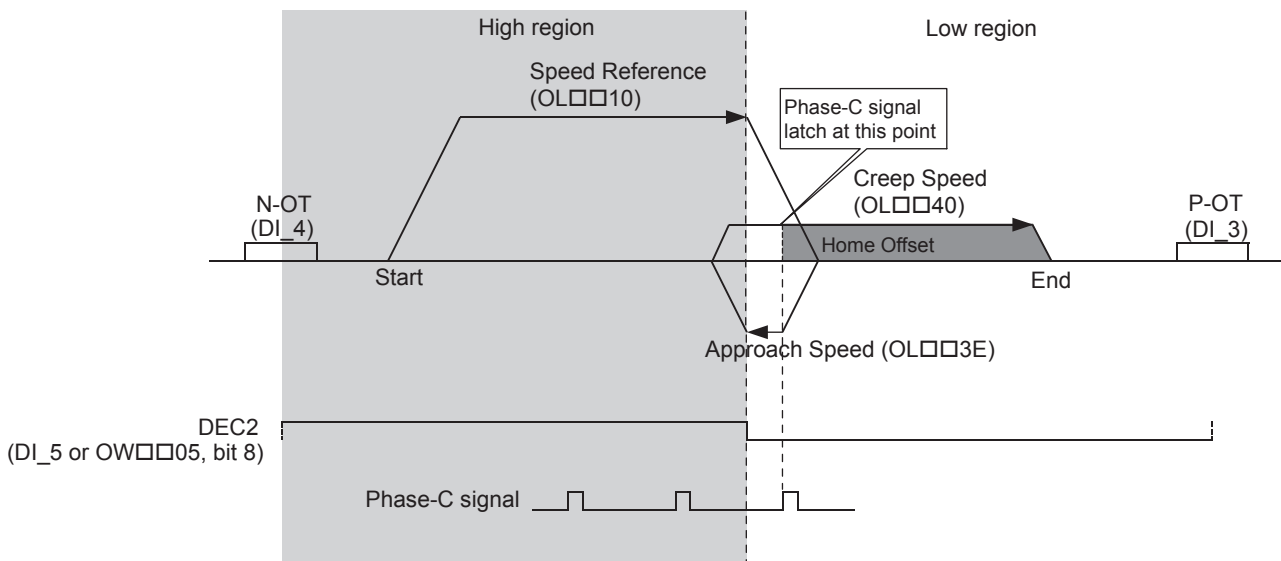 High region
Low region
Speed Reference
(OL□□10)
Phase-C signal
latch at this point
Creep Speed
(OL□□40)
N-OT
(DI_4)
P-OT
(DI_3)
Home Offset
Start
End
Approach Speed (OL□□3E)
DEC2
(DI_5 or OW□□05, bit 8)
Phase-C signal